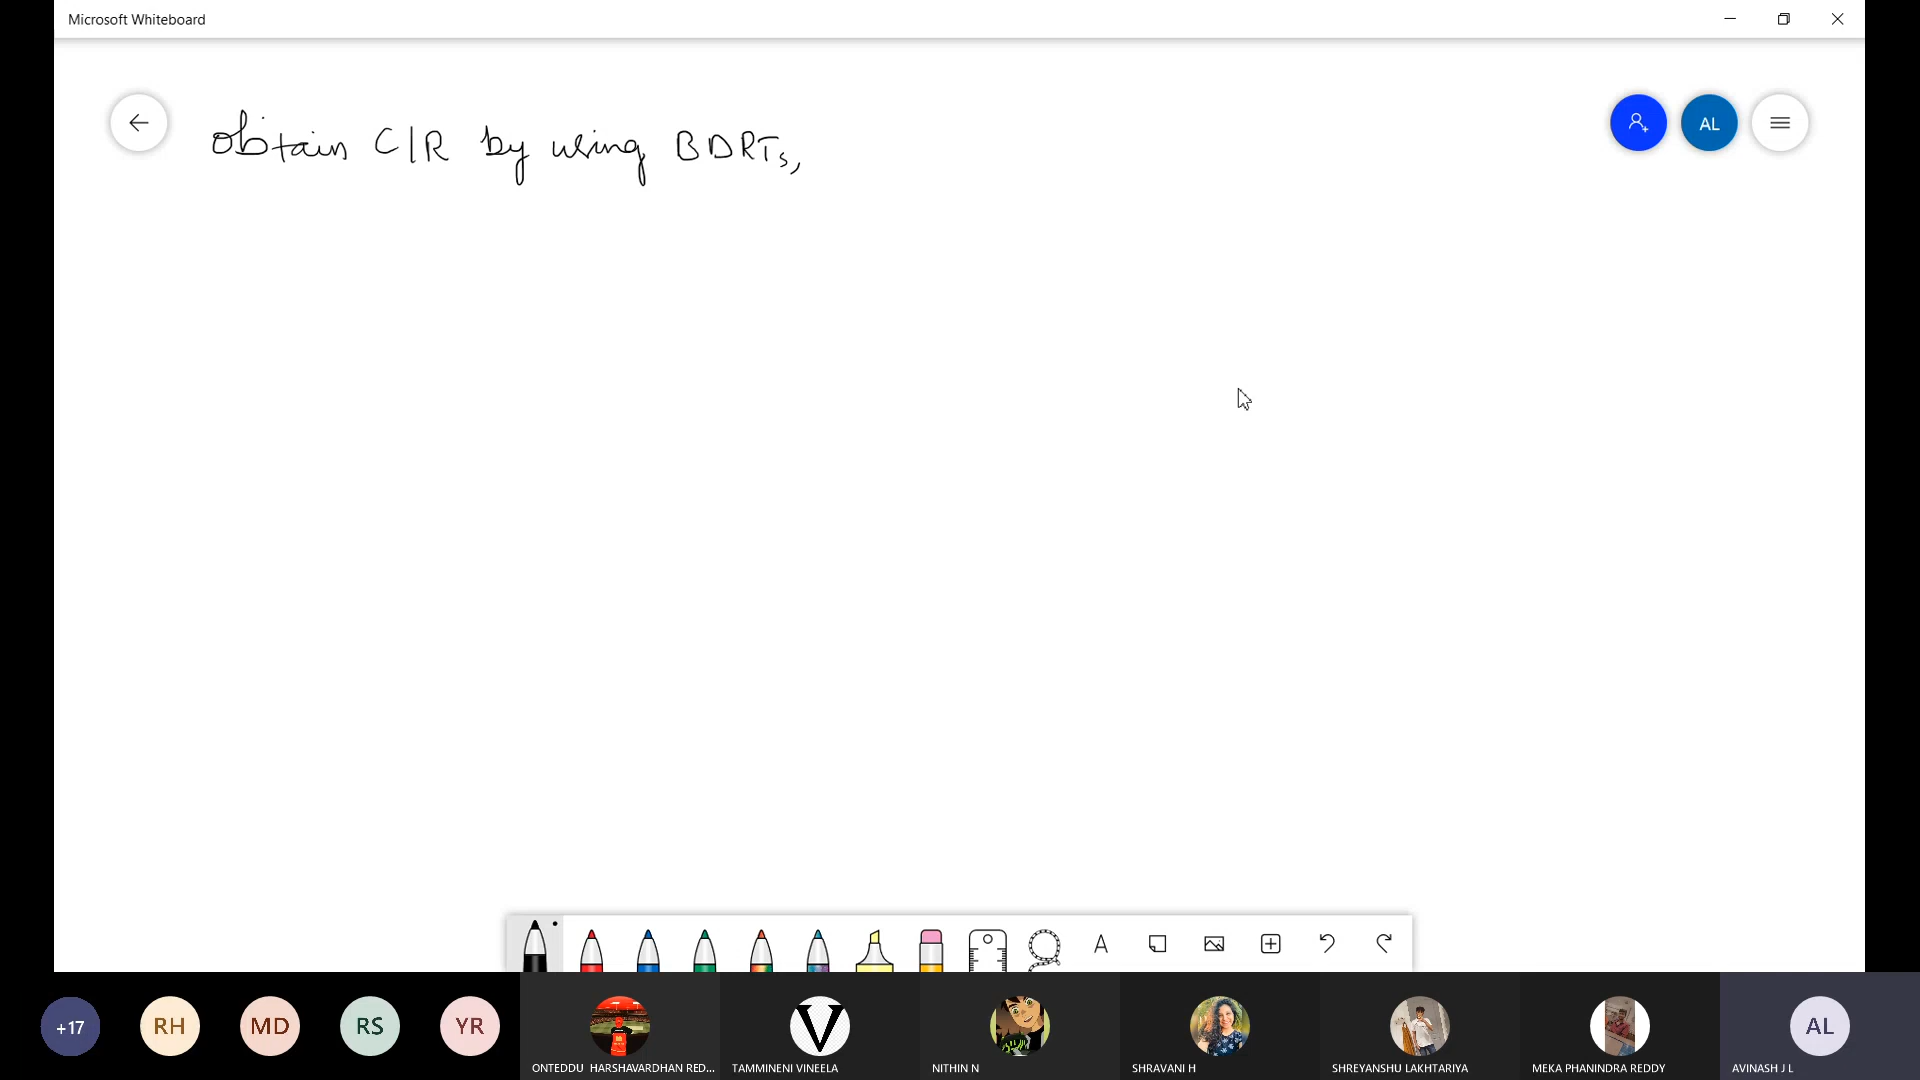 Microsoft Whiteboard
AL
Obtain C/R by using BDRTs,
A
+17
RH
MD
RS
YR
V
AL
ONTEDDU HARSHAVARDHAN RED...
TAMMINENI VINEELA
NITHIN N
SHRAVANI H
SHREYANSHU LAKHTARIYA
MEKA PHANINDRA REDDY
AVINASH J L